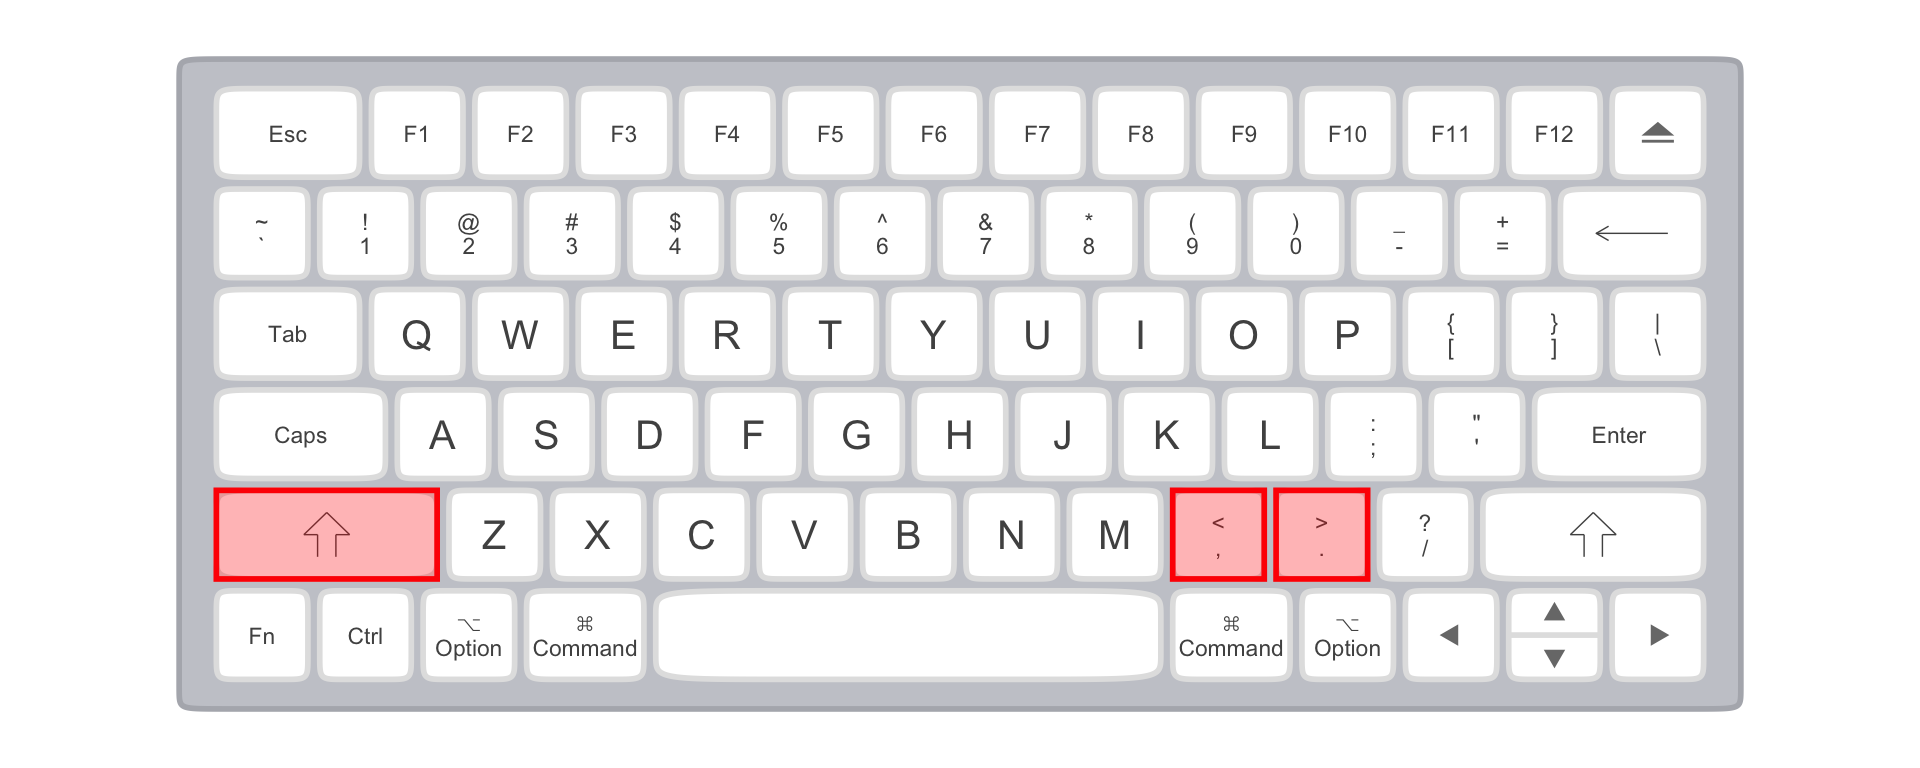 Esc F1 F2 F3 F4 F5 F6 F7 F8 F9 F10 F11 F12
~ ! @ # $ % ^ & * ( ) _ +
` 1 2 3 4 5 6 7 8 9 0 - =
Tab Q W E R T Y U I O P { } |
[ ] \
Caps A S D F G H J K L : " Enter
; '
Z X C V B N M < > ?
, . /
⌥ ⌘ ⌘ ⌥
Fn Ctrl Option Command Command Option